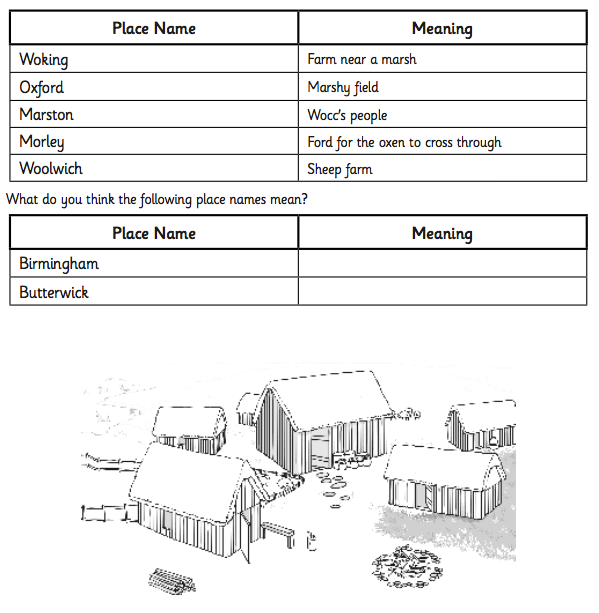 Place Name Meaning
Woking Farm near a marsh
Oxford Marshy field
Marston Wocc's people
Morley Ford for the oxen to cross through
Woolwich Sheep farm
What do you think the following place names mean?
Place Name Meaning
Birmingham
Butterwick